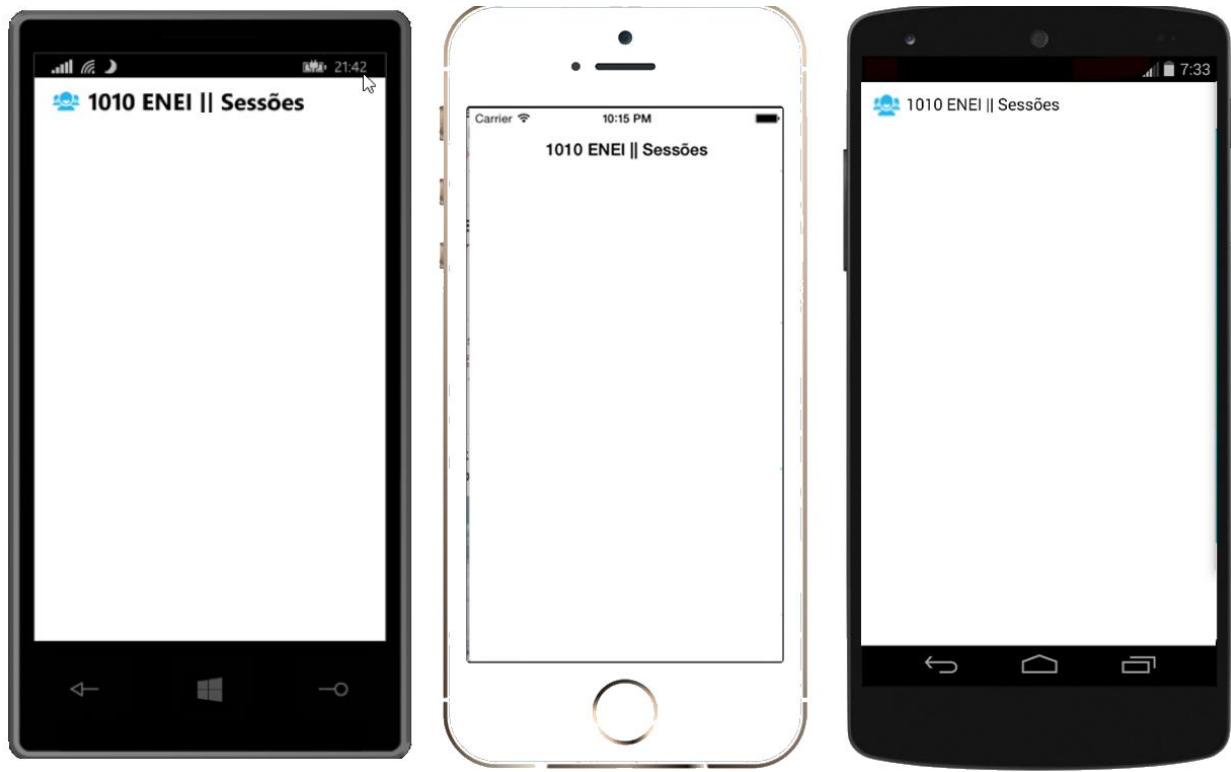 21:42
1010 ENEI || Sessões
Carrier
10:15 PM
1010 ENEI || Sessões
7:33
1010 ENEI || Sessões